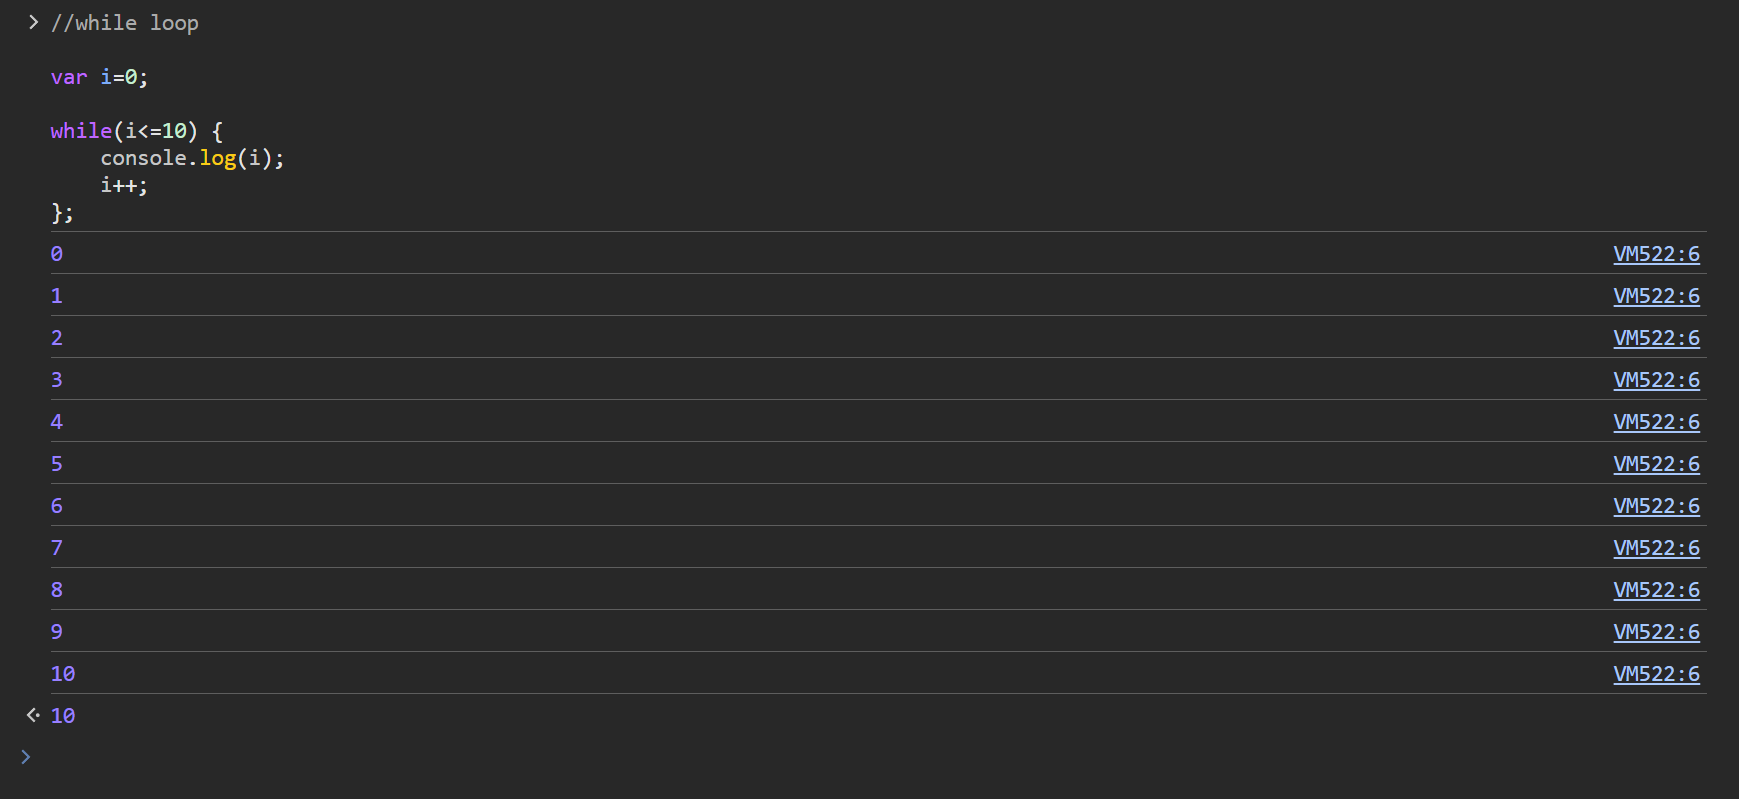 //while loop
var i=0;
while(i<=10) {
    console.log(i);
    i++;
};
0 VM522:6
1 VM522:6
2 VM522:6
3 VM522:6
4 VM522:6
5 VM522:6
6 VM522:6
7 VM522:6
8 VM522:6
9 VM522:6
10 VM522:6
10